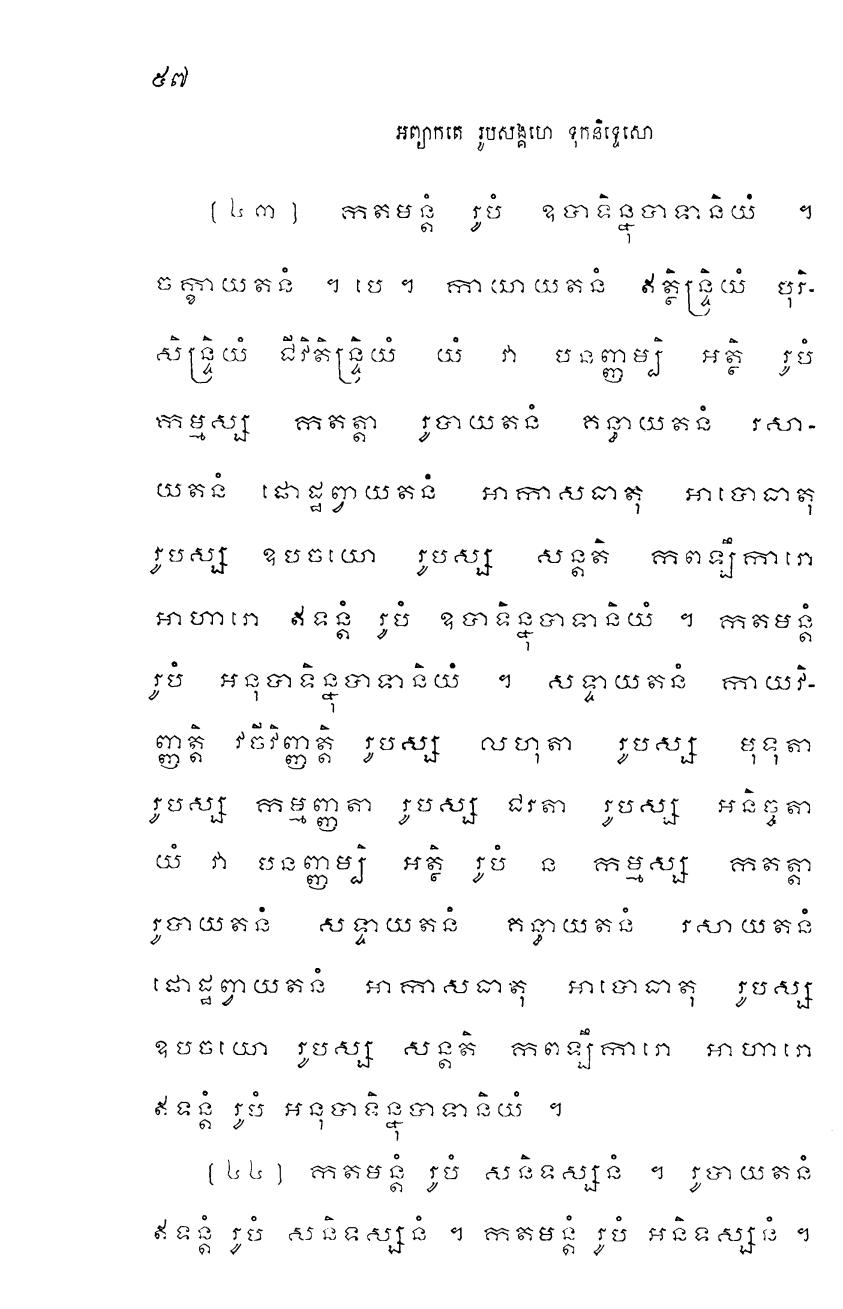 ៥៧
អព្យាកតេ រូបសង្គហេ ទុកនិទ្ទេសោ
(៤៣) កតមន្តំ រូបំ ឧបាទិន្នុបាទានិយំ ។
ចក្ខាយតនំ ។ បេ ។ កាយាយតនំ ឥត្ថិន្ទ្រិយំ បុរិ-
សិន្ទ្រិយំ ជីវិតិន្ទ្រិយំ យំ វា បនញ្ញម្បិ អត្ថិ រូបំ
កម្មស្ស កតត្តា រូបាយតនំ គន្ធាយតនំ រសា-
យតនំ ផោដ្ឋព្វាយតនំ អាកាសធាតុ អាបោធាតុ
រូបស្ស ឧបចយោ រូបស្ស សន្តតិ កពឡីការោ
អាហារោ ឥទន្តំ រូបំ ឧបាទិន្នុបាទានិយំ ។ កតមន្តំ
រូបំ អនុបាទិន្នុបាទានិយំ ។ សទ្ទាយតនំ កាយវិ-
ញ្ញត្តិ វចីវិញ្ញត្តិ រូបស្ស លហុតា រូបស្ស មុទុតា
រូបស្ស កម្មញ្ញតា រូបស្ស ជរតា រូបស្ស អនិច្ចតា
យំ វា បនញ្ញម្បិ អត្ថិ រូបំ ន កម្មស្ស កតត្តា
រូបាយតនំ សទ្ទាយតនំ គន្ធាយតនំ រសាយតនំ
ផោដ្ឋព្វាយតនំ អាកាសធាតុ អាបោធាតុ រូបស្ស
ឧបចយោ រូបស្ស សន្តតិ កពឡីការោ អាហារោ
ឥទន្តំ រូបំ អនុបាទិន្នុបាទានិយំ ។
(៤៤) កតមន្តំ រូបំ សនិទស្សនំ ។ រូបាយតនំ
ឥទន្តំ រូបំ សនិទស្សនំ ។ កតមន្តំ រូបំ អនិទស្សនំ ។